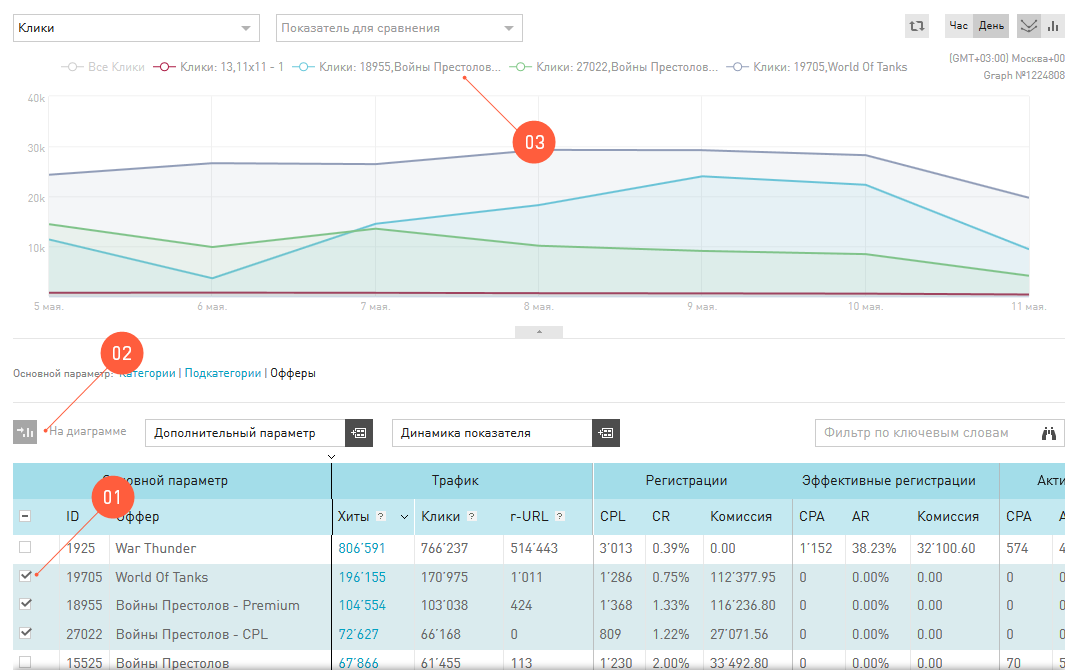 Клики Показатель для сравнения Час День
Все Клики Клики: 13,11x11 - 1 Клики: 18955,Войны Престолов... Клики: 27022,Войны Престолов... Клики: 19705,World Of Tanks
(GMT+03:00) Москва+00
Graph №1224808
40k
30k
20k
10k
03
5 мая. 6 мая. 7 мая. 8 мая. 9 мая. 10 мая. 11 мая.
02
Основной параметр: Категории | Подкатегории | Офферы
На диаграмме Дополнительный параметр Динамика показателя Фильтр по ключевым словам
Основной параметр Трафик Регистрации Эффективные регистрации Акти
01
ID Оффер Хиты ? Клики ? r-URL ? CPL CR Комиссия CPA AR Комиссия CPA A
1925 War Thunder 806'591 766'237 514'443 3'013 0.39% 0.00 1'152 38.23% 32'100.60 574 4
19705 World Of Tanks 196'155 170'975 1'011 1'286 0.75% 112'377.95 0 0.00% 0.00 0 0
18955 Войны Престолов - Premium 104'554 103'038 424 1'368 1.33% 116'236.80 0 0.00% 0.00 0 0
27022 Войны Престолов - CPL 72'627 66'168 0 809 1.22% 27'071.56 0 0.00% 0.00 0 0
15525 Войны Престолов 67'866 61'455 113 1'230 2.00% 33'492.80 0 0.00% 0.00 70 5